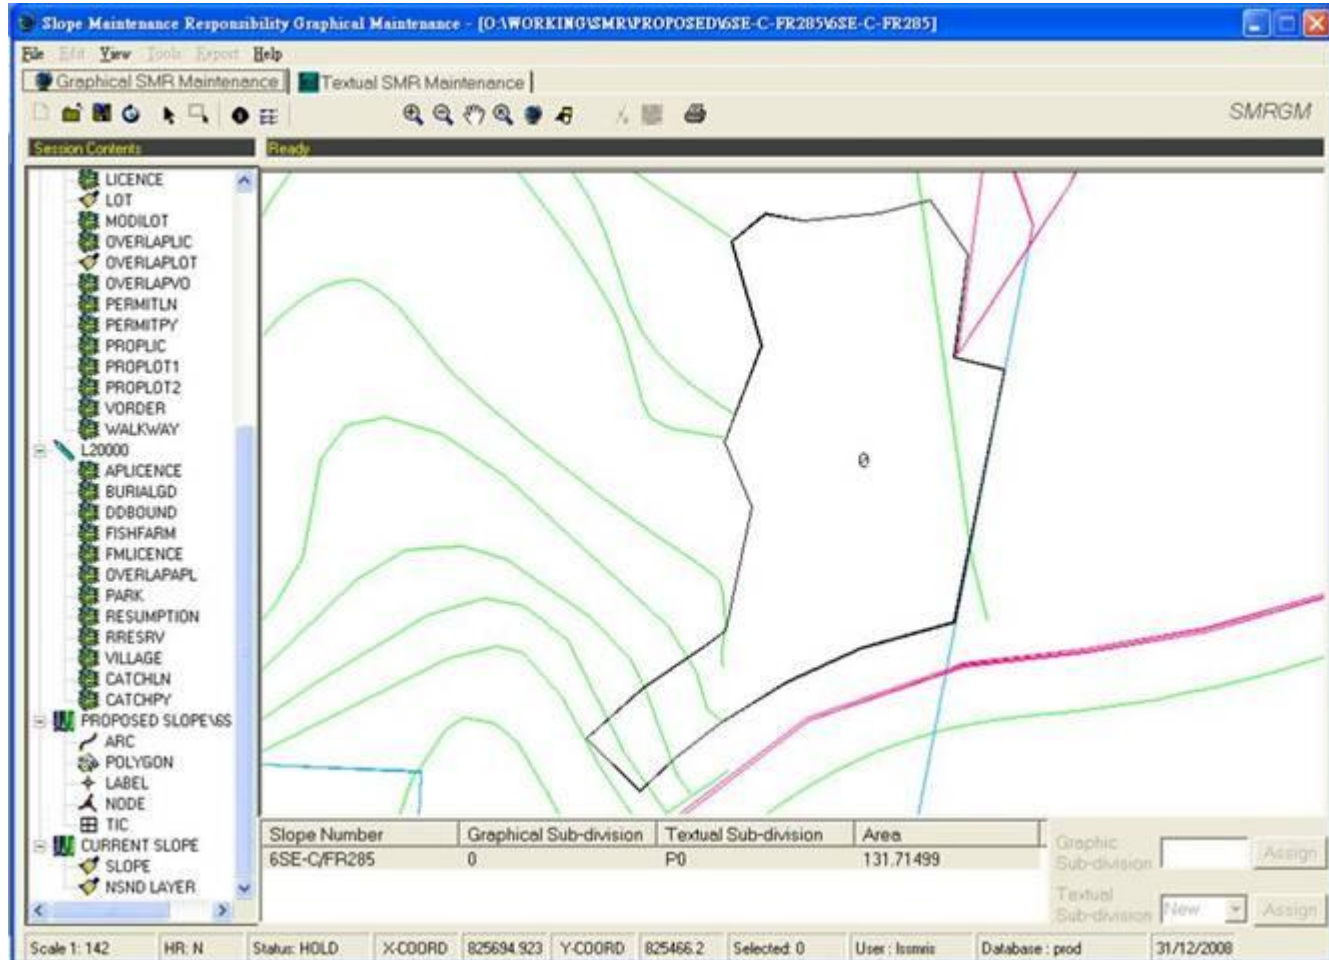 Slope Maintenance Responsibility Graphical Maintenance - [O:\WORKING\SMR\PROPOSED\6SE-C-FR285\6SE-C-FR285]
File Edit View Tools Report Help
Graphical SMR Maintenance Textual SMR Maintenance
SMRGM
Session Contents Ready
LICENCE
LOT
MODILOT
OVERLAPLIC
OVERLAPLOT
OVERLAPVO
PERMITLN
PERMITPY
PROPLIC
PROPLOT1
PROPLOT2
VORDER
WALKWAY
L20000
APLICENCE
BURIALGD
DDBOUND
FISHFARM
FMLICENCE
OVERLAPAPL
PARK
RESUMPTION
RRESRV
VILLAGE
CATCHLN
CATCHPY
PROPOSED SLOPE\6S
ARC
POLYGON
LABEL
NODE
TIC
CURRENT SLOPE
SLOPE
NSND LAYER
0
Slope Number Graphical Sub-division Textual Sub-division Area
6SE-C/FR285 0 P0 131.71499
Graphic Sub-division Assign
Textual Sub-division New Assign
Scale 1: 142 HR: N Status: HOLD X-COORD 825694.923 Y-COORD 825466.2 Selected: 0 User : lssmris Database : prod 31/12/2008